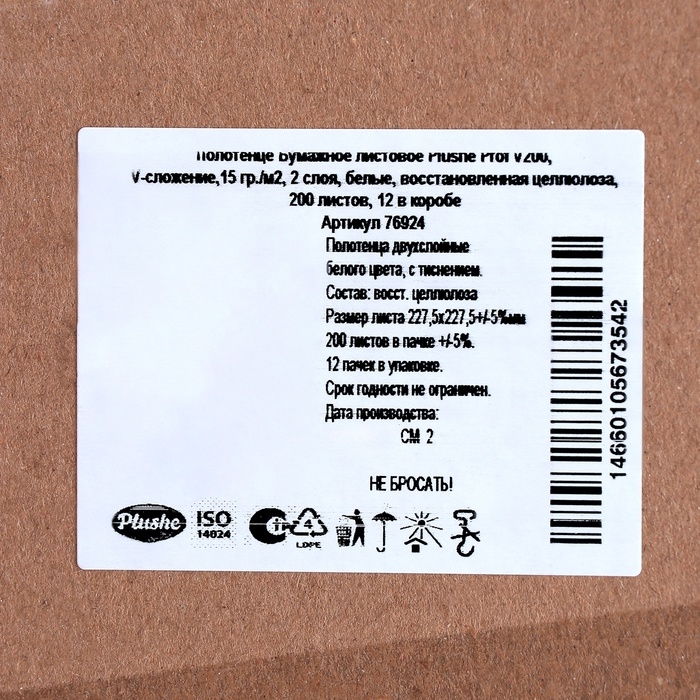 Полотенце Бумажное листовое Plushe Prof V200,
V-сложение,15 гр./м2, 2 слоя, белые, восстановленная целлюлоза,
200 листов, 12 в коробе
Артикул 76924
Полотенца двухслойные
белого цвета, с тиснением.
Состав: восст. целлюлоза
Размер листа 227,5х227,5+/-5%мм
200 листов в пачке +/-5%.
12 пачек в упаковке.
Срок годности не ограничен.
Дата производства:
СМ 2
НЕ БРОСАТЬ!
Plushe ISO 14024 4 LDPE
14660105673542